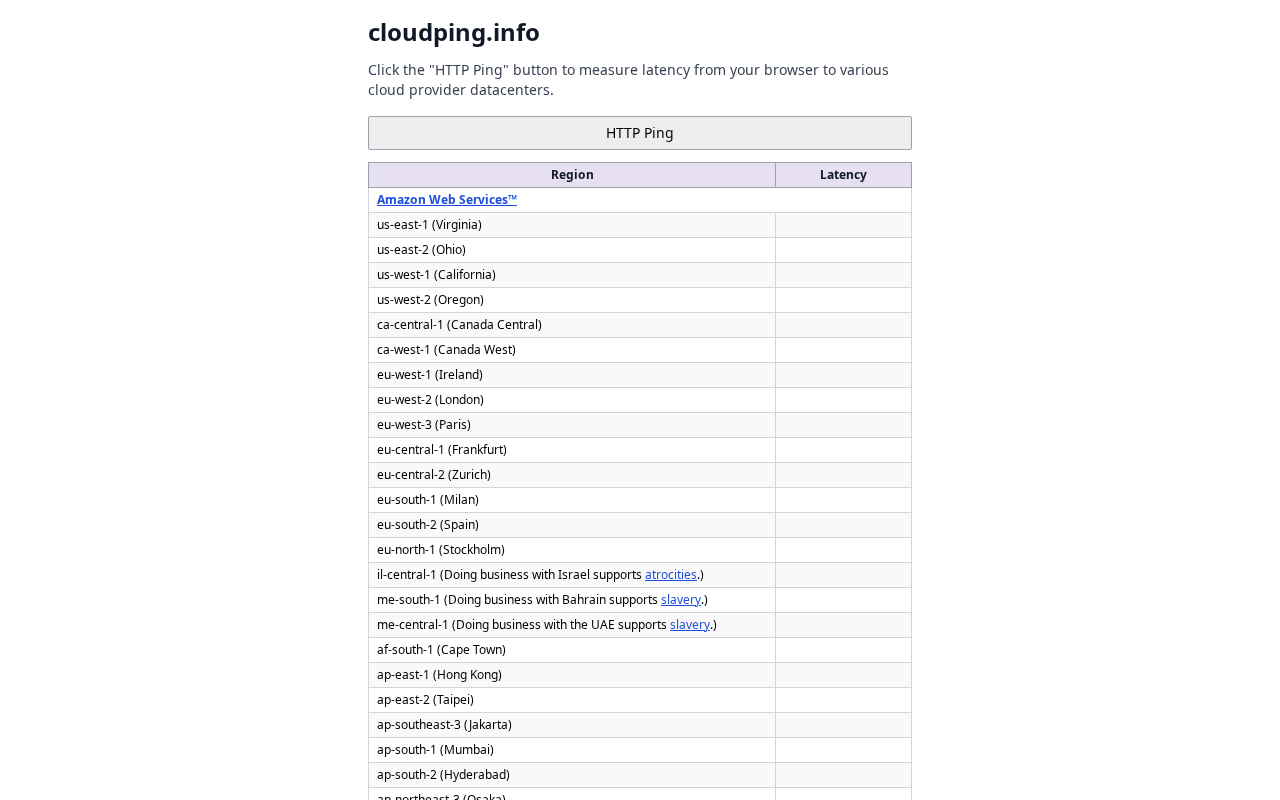 cloudping.info
Click the "HTTP Ping" button to measure latency from your browser to various
cloud provider datacenters.
HTTP Ping
Region Latency
Amazon Web Services™
us-east-1 (Virginia)
us-east-2 (Ohio)
us-west-1 (California)
us-west-2 (Oregon)
ca-central-1 (Canada Central)
ca-west-1 (Canada West)
eu-west-1 (Ireland)
eu-west-2 (London)
eu-west-3 (Paris)
eu-central-1 (Frankfurt)
eu-central-2 (Zurich)
eu-south-1 (Milan)
eu-south-2 (Spain)
eu-north-1 (Stockholm)
il-central-1 (Doing business with Israel supports atrocities.)
me-south-1 (Doing business with Bahrain supports slavery.)
me-central-1 (Doing business with the UAE supports slavery.)
af-south-1 (Cape Town)
ap-east-1 (Hong Kong)
ap-east-2 (Taipei)
ap-southeast-3 (Jakarta)
ap-south-1 (Mumbai)
ap-south-2 (Hyderabad)
ap-northeast-3 (Osaka)